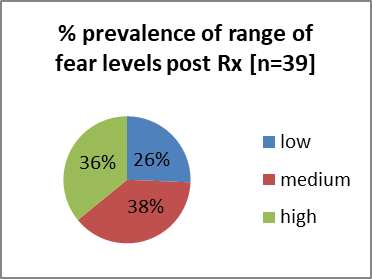 % prevalence of range of
fear levels post Rx [n=39]
36%
26%
38%
low
medium
high